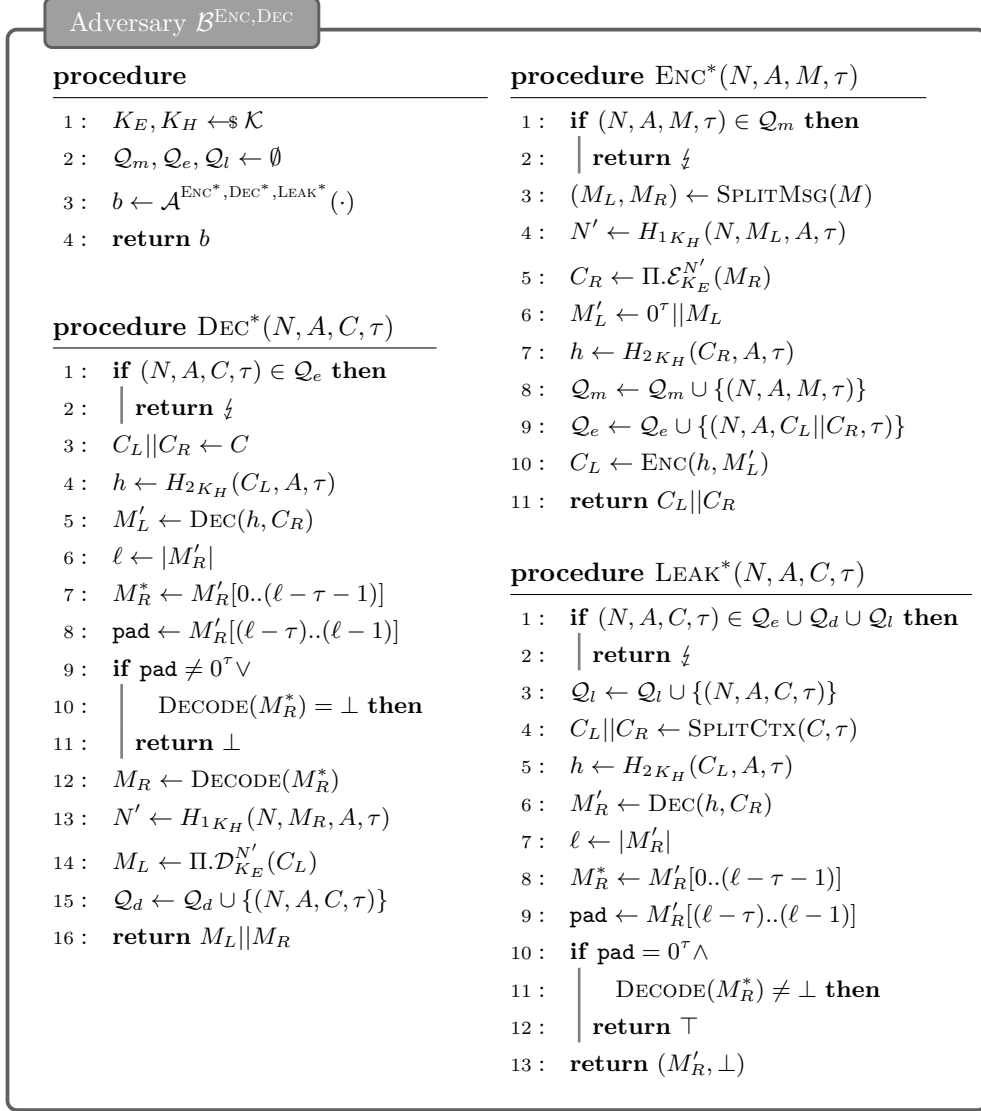 Adversary 𝓑^{Enc,Dec}
procedure
1 : K_E, K_H ←$ 𝒦
2 : 𝒬_m, 𝒬_e, 𝒬_l ← ∅
3 : b ← 𝒜^{Enc*,Dec*,Leak*}(·)
4 : return b
procedure Dec*(N, A, C, τ)
1 : if (N, A, C, τ) ∈ 𝒬_e then
2 : return ↯
3 : C_L||C_R ← C
4 : h ← H_{2 K_H}(C_L, A, τ)
5 : M'_L ← Dec(h, C_R)
6 : ℓ ← |M'_R|
7 : M*_R ← M'_R[0..(ℓ − τ − 1)]
8 : pad ← M'_R[(ℓ − τ)..(ℓ − 1)]
9 : if pad ≠ 0^τ ∨
10 : Decode(M*_R) = ⊥ then
11 : return ⊥
12 : M_R ← Decode(M*_R)
13 : N' ← H_{1 K_H}(N, M_R, A, τ)
14 : M_L ← Π.𝒟^{N'}_{K_E}(C_L)
15 : 𝒬_d ← 𝒬_d ∪ {(N, A, C, τ)}
16 : return M_L||M_R
procedure Enc*(N, A, M, τ)
1 : if (N, A, M, τ) ∈ 𝒬_m then
2 : return ↯
3 : (M_L, M_R) ← SplitMsg(M)
4 : N' ← H_{1 K_H}(N, M_L, A, τ)
5 : C_R ← Π.ℰ^{N'}_{K_E}(M_R)
6 : M'_L ← 0^τ||M_L
7 : h ← H_{2 K_H}(C_R, A, τ)
8 : 𝒬_m ← 𝒬_m ∪ {(N, A, M, τ)}
9 : 𝒬_e ← 𝒬_e ∪ {(N, A, C_L||C_R, τ)}
10 : C_L ← Enc(h, M'_L)
11 : return C_L||C_R
procedure Leak*(N, A, C, τ)
1 : if (N, A, C, τ) ∈ 𝒬_e ∪ 𝒬_d ∪ 𝒬_l then
2 : return ↯
3 : 𝒬_l ← 𝒬_l ∪ {(N, A, C, τ)}
4 : C_L||C_R ← SplitCtx(C, τ)
5 : h ← H_{2 K_H}(C_L, A, τ)
6 : M'_R ← Dec(h, C_R)
7 : ℓ ← |M'_R|
8 : M*_R ← M'_R[0..(ℓ − τ − 1)]
9 : pad ← M'_R[(ℓ − τ)..(ℓ − 1)]
10 : if pad = 0^τ ∧
11 : Decode(M*_R) ≠ ⊥ then
12 : return ⊤
13 : return (M'_R, ⊥)